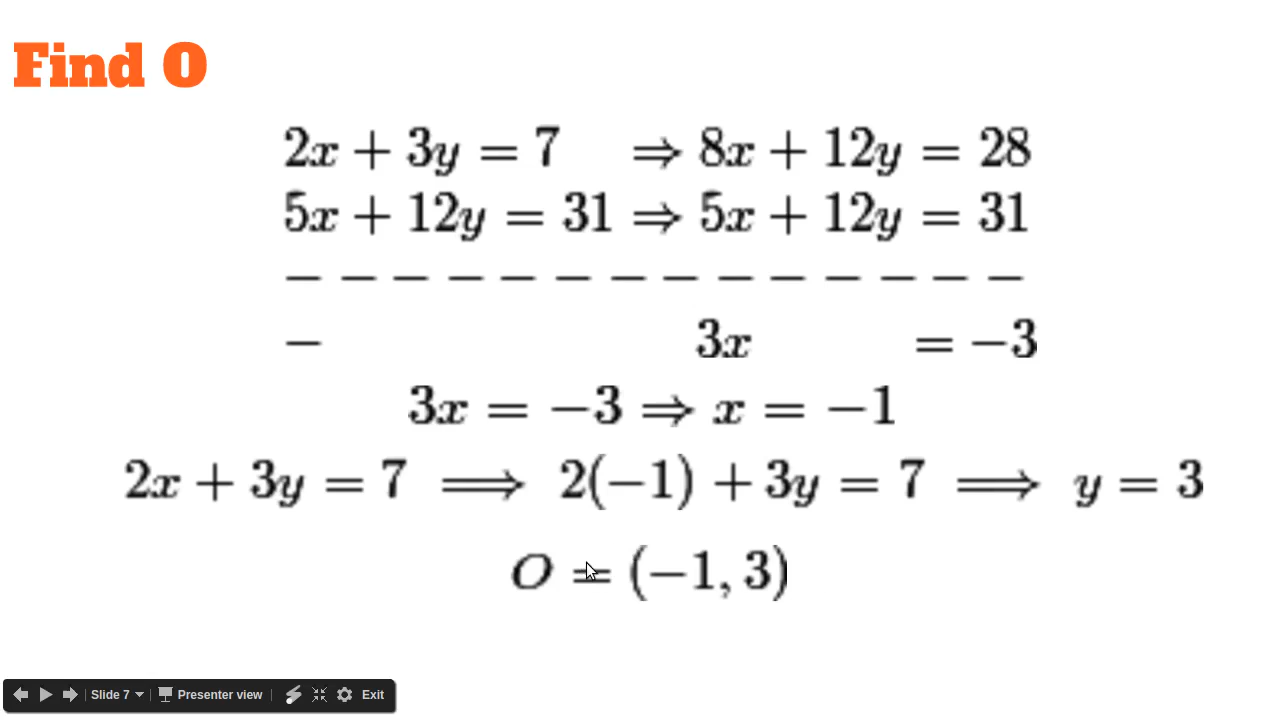 Find O
2x + 3y = 7 ⇒ 8x + 12y = 28
5x + 12y = 31 ⇒ 5x + 12y = 31
− − − − − − − − − − − − − −
− 3x = −3
3x = −3 ⇒ x = −1
2x + 3y = 7 ⟹ 2(−1) + 3y = 7 ⟹ y = 3
O = (−1, 3)
Slide 7 Presenter view Exit